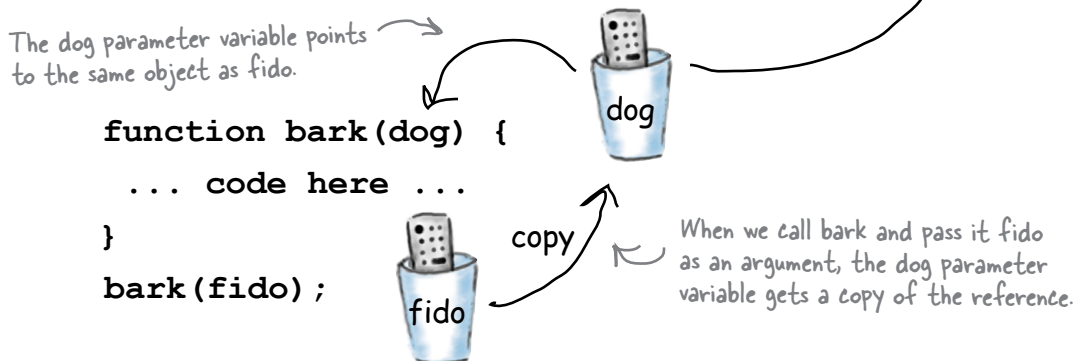 The dog parameter variable points
to the same object as fido.
dog
function bark(dog) {
... code here ...
}
bark(fido);
copy
fido
When we call bark and pass it fido
as an argument, the dog parameter
variable gets a copy of the reference.